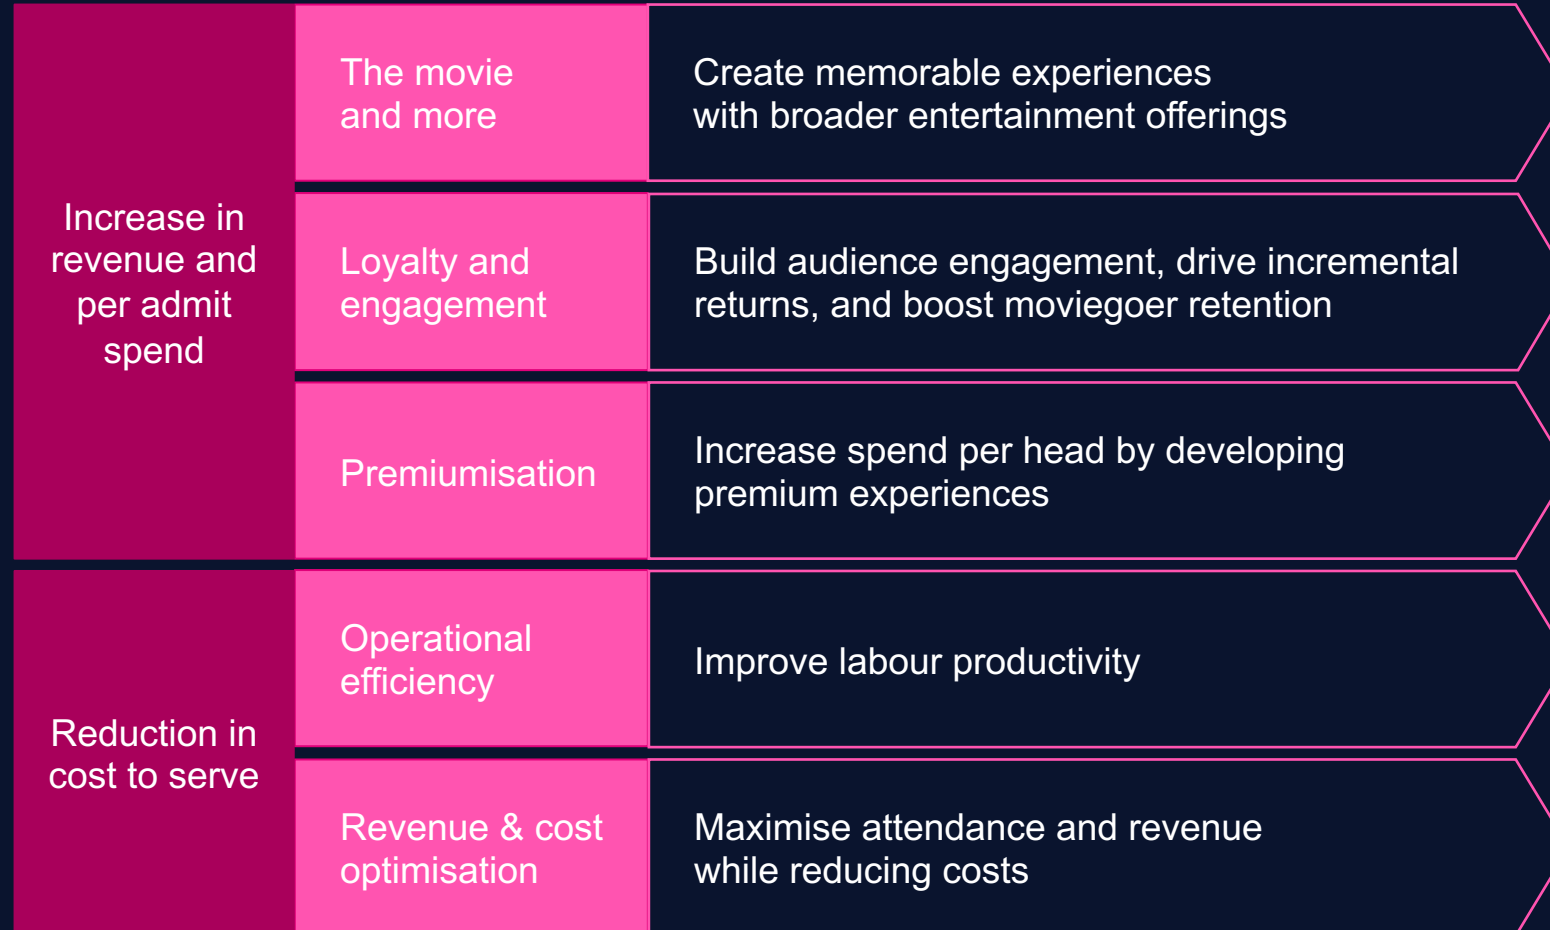 Increase in
revenue and
per admit
spend
The movie
and more
Create memorable experiences
with broader entertainment offerings
Loyalty and
engagement
Build audience engagement, drive incremental
returns, and boost moviegoer retention
Premiumisation
Increase spend per head by developing
premium experiences
Reduction in
cost to serve
Operational
efficiency
Improve labour productivity
Revenue & cost
optimisation
Maximise attendance and revenue
while reducing costs